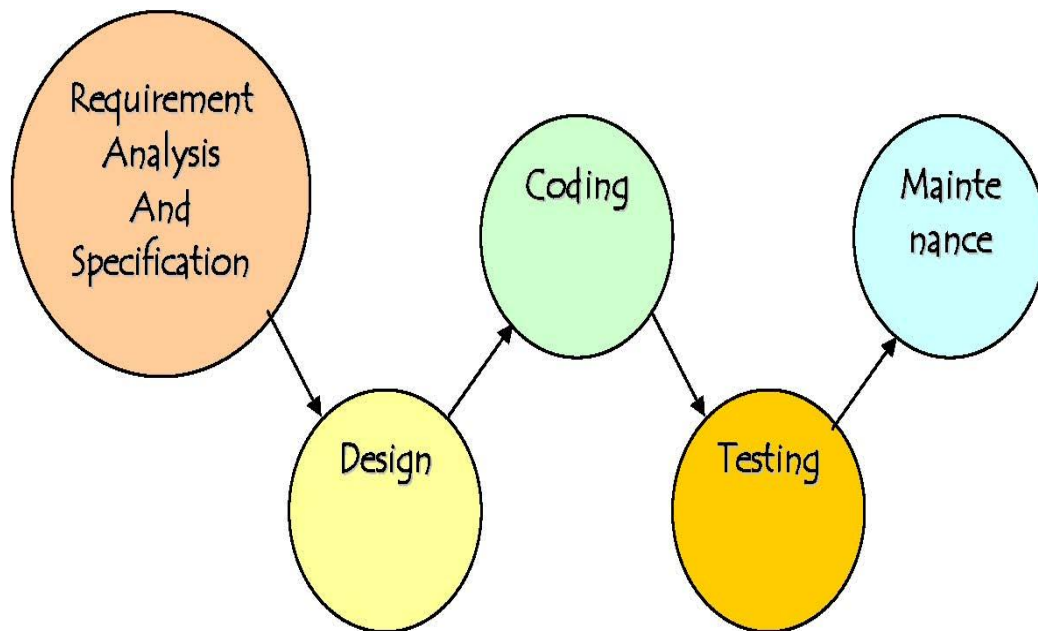 Requirement
Analysis
And
Specification
Design
Coding
Testing
Mainte
nance